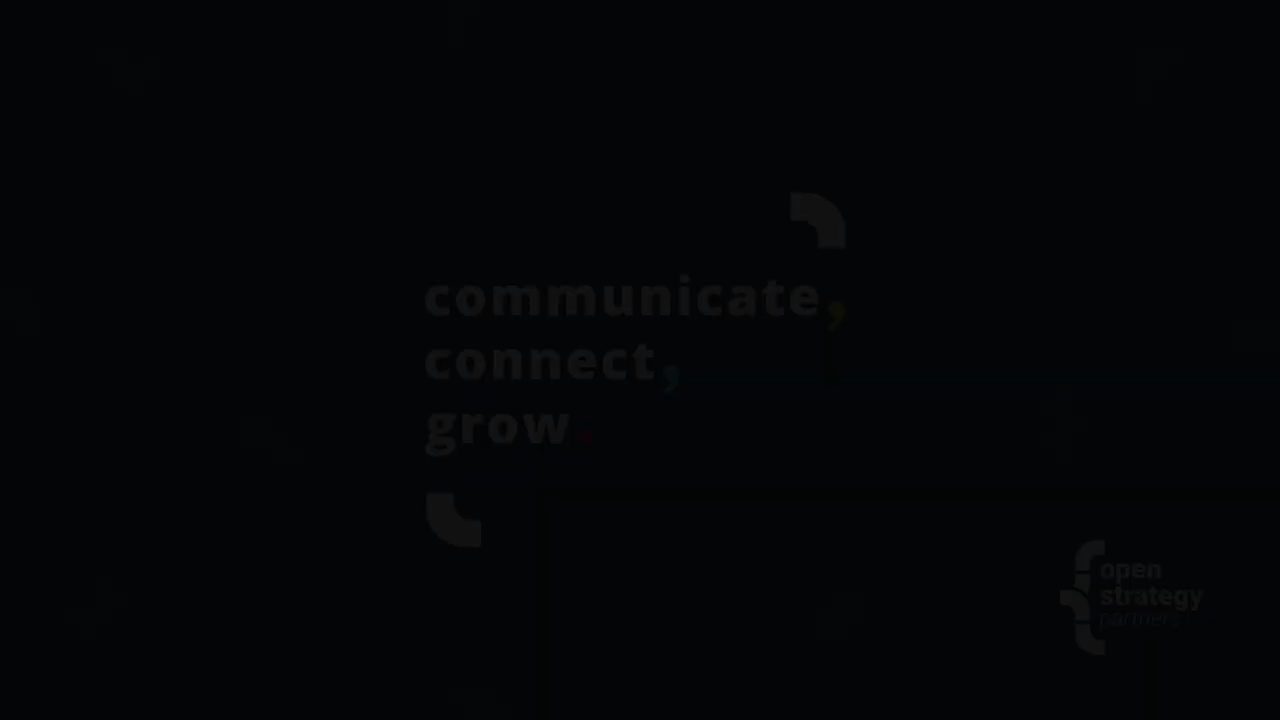 communicate,
connect,
grow.
open
strategy
partners